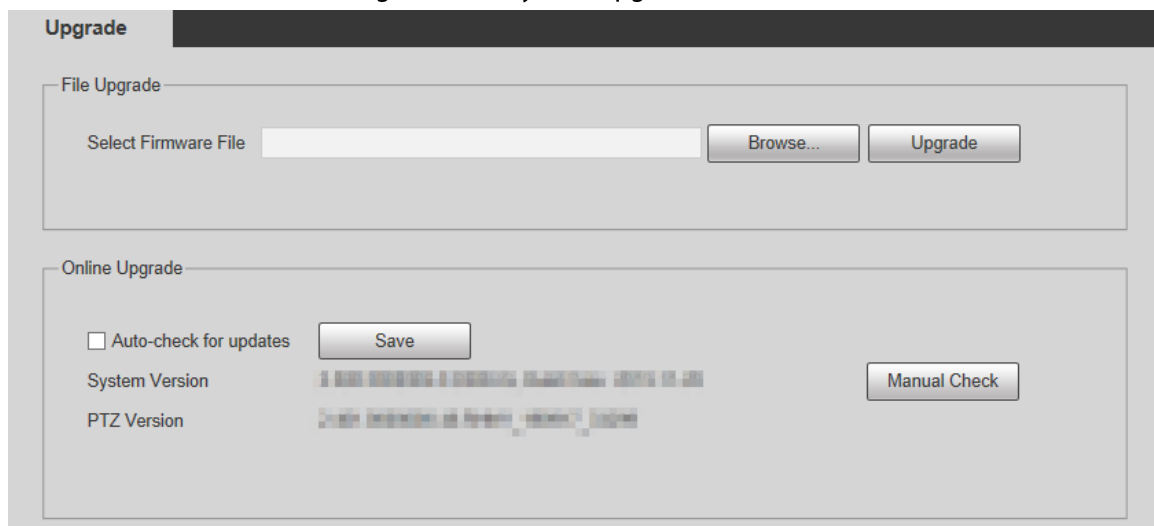 Upgrade
File Upgrade
Select Firmware File Browse... Upgrade
Online Upgrade
Auto-check for updates Save
System Version Manual Check
PTZ Version